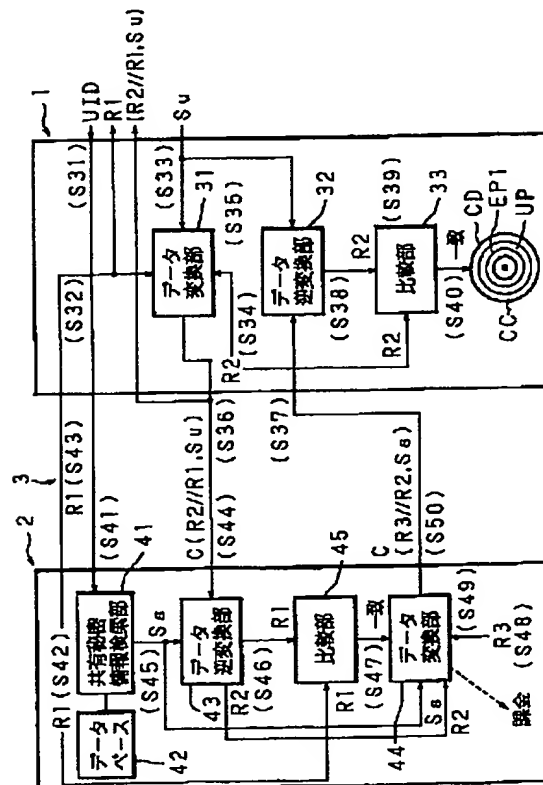 1
UID
R1
(R2//R1,Su)
Su
(S31)
(S32)
(S33)
31
データ
変換部
(S34)
R2
(S35)
(S36)
32
データ
逆変換部
(S37)
(S38)
R2
(S39)
33
比較部
R2
(S40)
一致
CD
EP1
UP
CC
3
R1(S43)
C(R2//R1,Su)
(S44)
C
(R3//R2,Sa)
(S50)
2
R1(S42)
(S41)
41
共有秘密
情報検索部
データ
ベース
42
(S45)
Sa
データ
逆変換部
43
R2
(S46)
R1
45
比較部
R1
(S47)
一致
データ
変換部
44
Sa
R2
(S49)
R3
(S48)
課金